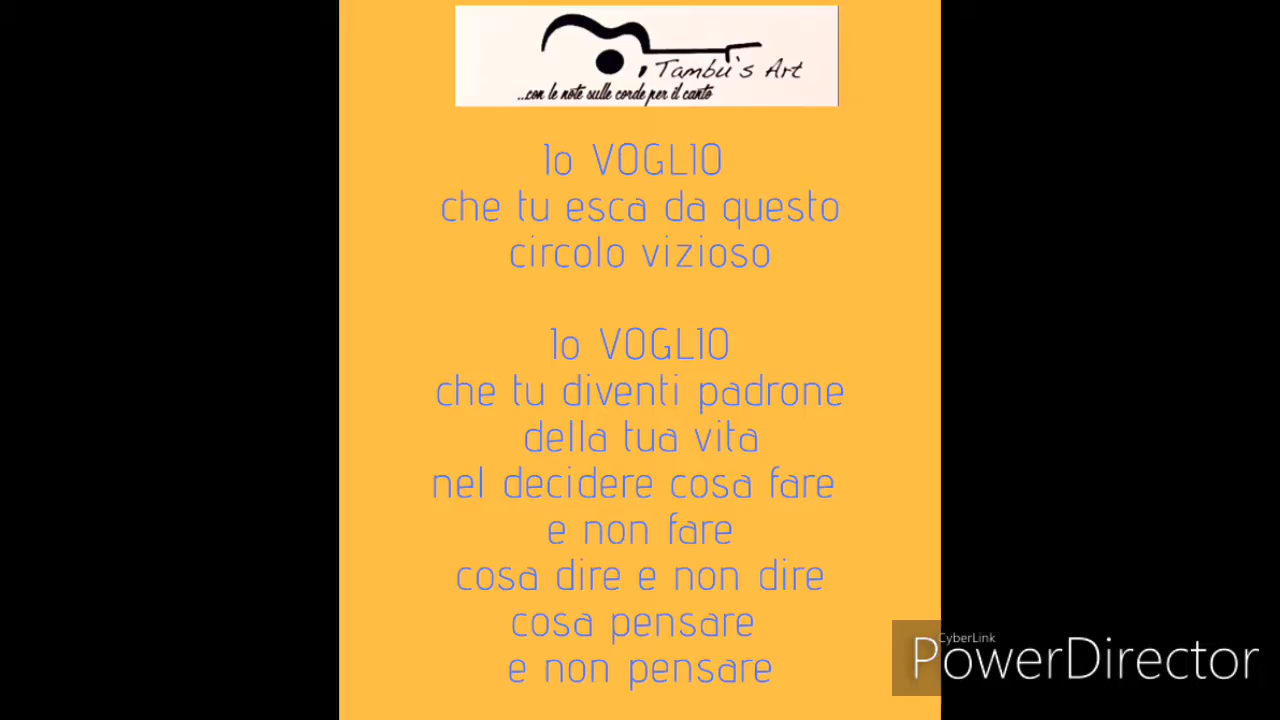 ,Tambù's Art
...con le note sulle corde per il canto
Io VOGLIO
che tu esca da questo
circolo vizioso
Io VOGLIO
che tu diventi padrone
della tua vita
nel decidere cosa fare
e non fare
cosa dire e non dire
cosa pensare
e non pensare
CyberLink
PowerDirector